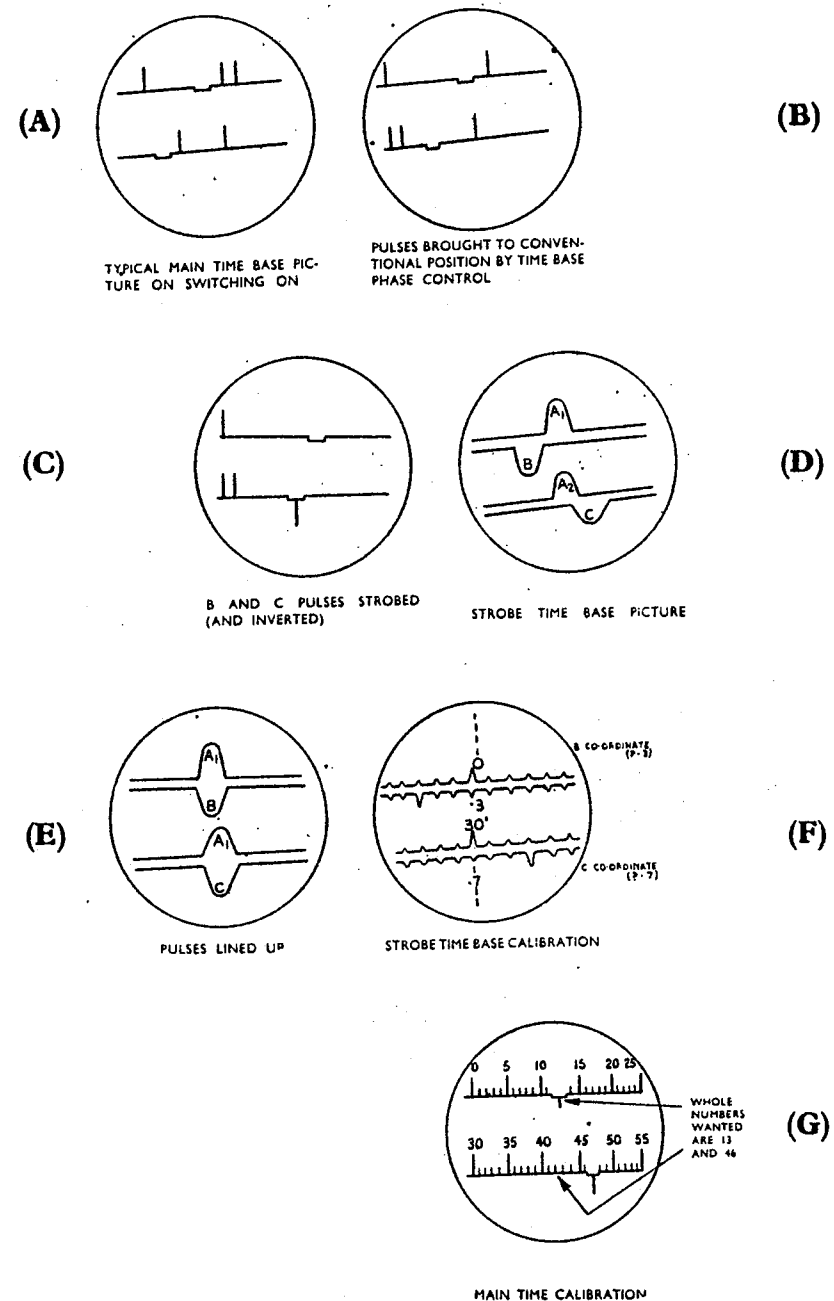 (A)
(B)
TYPICAL MAIN TIME BASE PIC-
TURE ON SWITCHING ON
PULSES BROUGHT TO CONVEN-
TIONAL POSITION BY TIME BASE
PHASE CONTROL
(C)
A1
B
A2
C
(D)
B AND C PULSES STROBED
(AND INVERTED)
STROBE TIME BASE PICTURE
(E)
A1
B
A1
C
O
B CO-ORDINATE
·3
30'
C CO-ORDINATE
·7
(F)
PULSES LINED UP
STROBE TIME BASE CALIBRATION
0 5 10 15 20 25
30 35 40 45 50 55
WHOLE
NUMBERS
WANTED
ARE 13
AND 46
(G)
MAIN TIME CALIBRATION